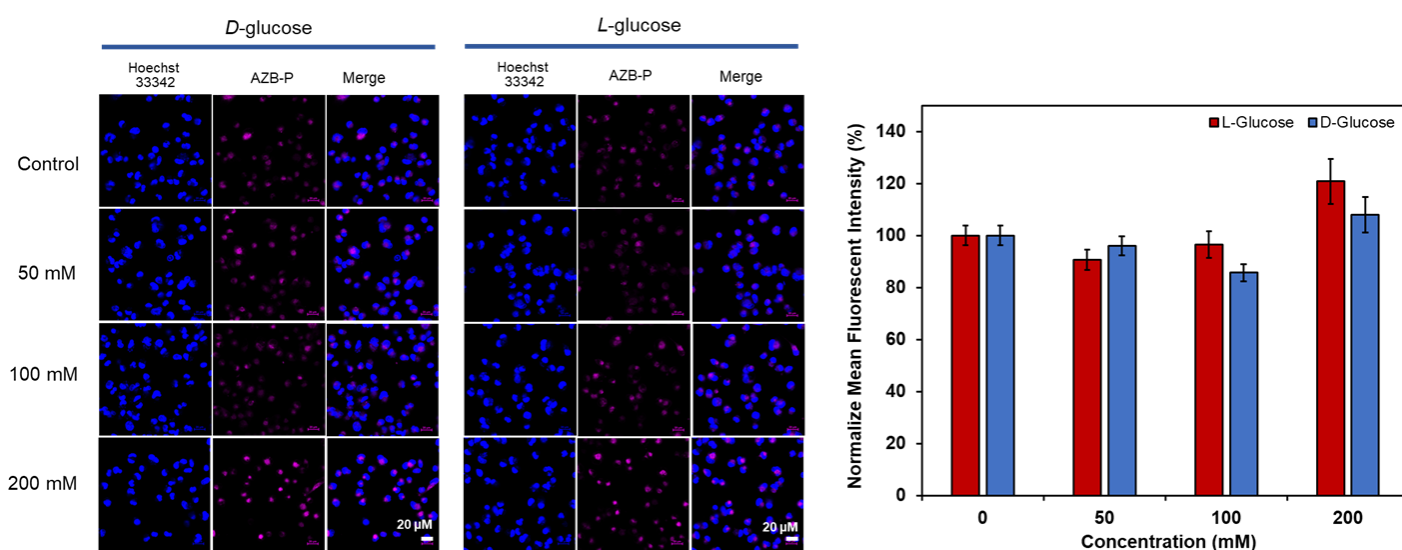 D-glucose
L-glucose
Hoechst
33342
AZB-P
Merge
Hoechst
33342
AZB-P
Merge
Control
50 mM
100 mM
200 mM
20 µM
20 µM
Normalize Mean Fluorescent Intensity (%)
140
120
100
80
60
40
20
0
L-Glucose
D-Glucose
0
50
100
200
Concentration (mM)